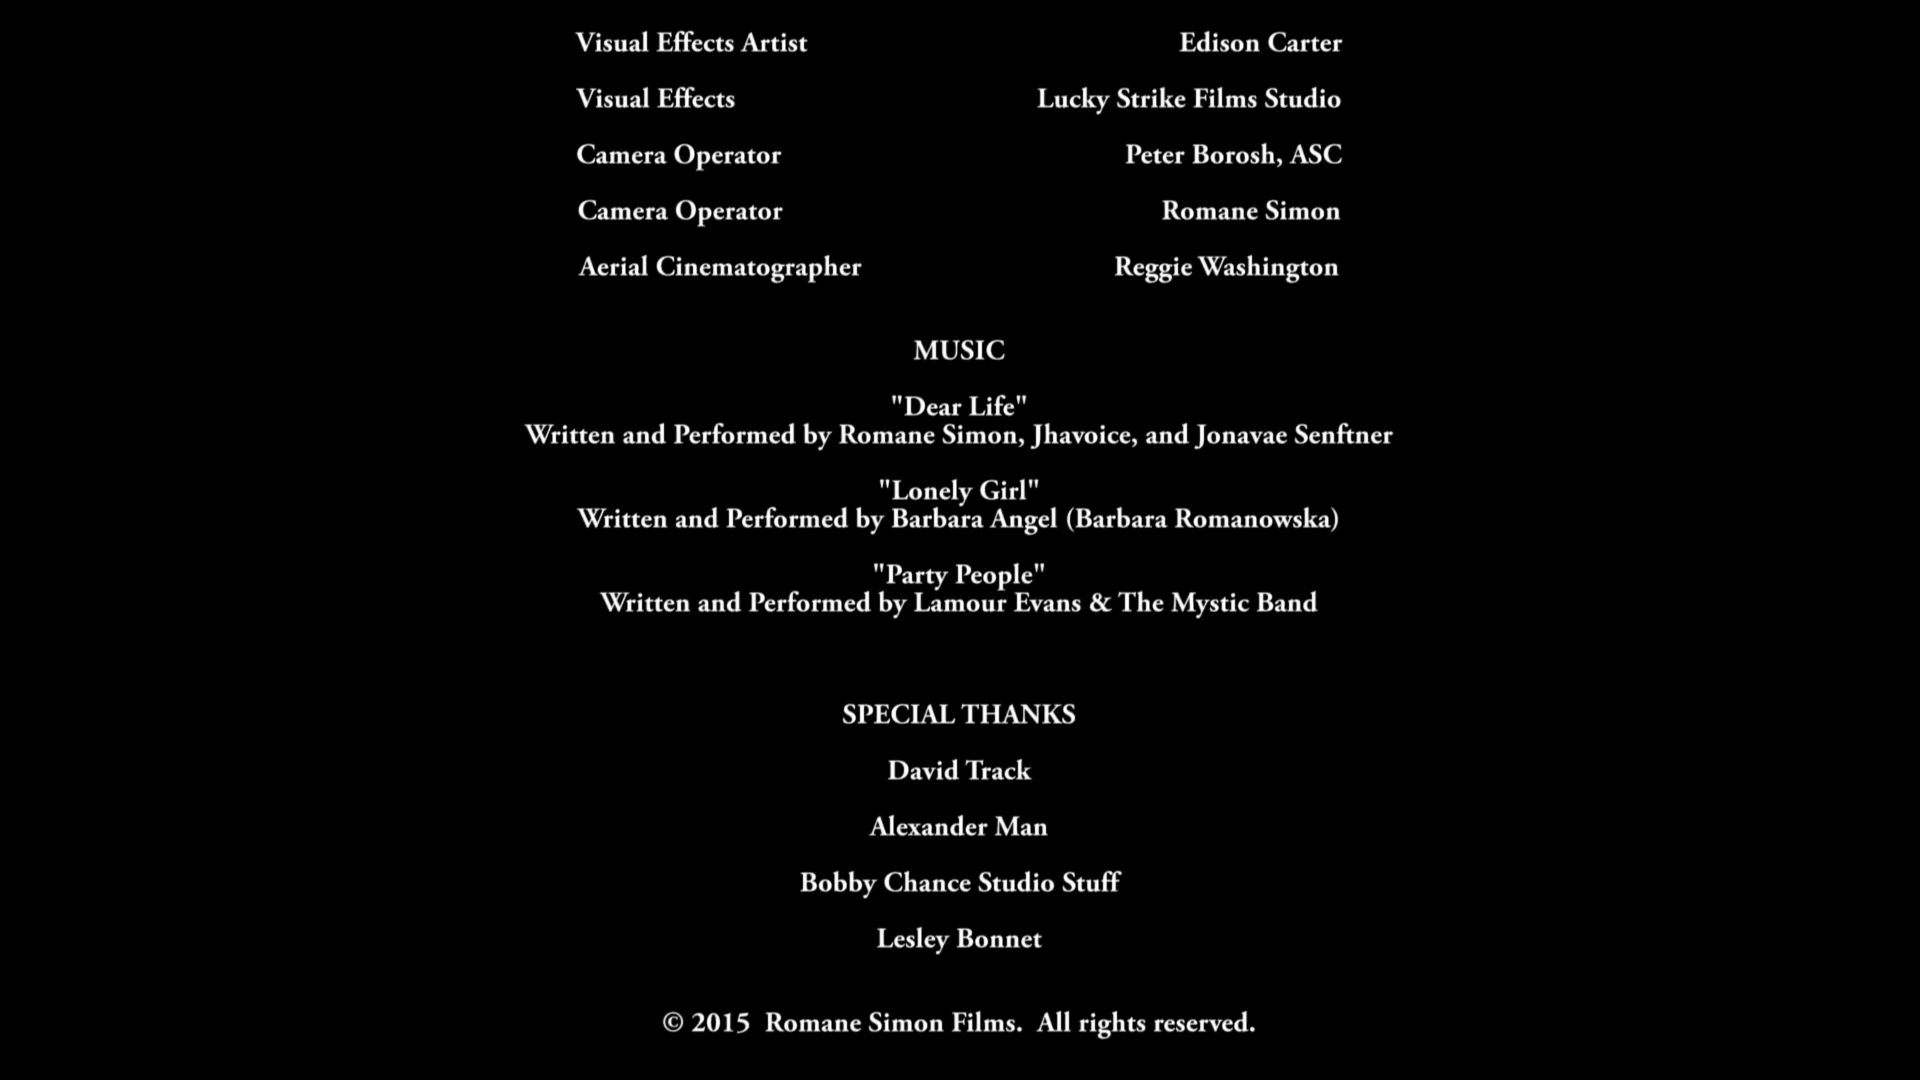 Visual Effects Artist Edison Carter
Visual Effects Lucky Strike Films Studio
Camera Operator Peter Borosh, ASC
Camera Operator Romane Simon
Aerial Cinematographer Reggie Washington
MUSIC
"Dear Life"
Written and Performed by Romane Simon, Jhavoice, and Jonavae Senftner
"Lonely Girl"
Written and Performed by Barbara Angel (Barbara Romanowska)
"Party People"
Written and Performed by Lamour Evans & The Mystic Band
SPECIAL THANKS
David Track
Alexander Man
Bobby Chance Studio Stuff
Lesley Bonnet
© 2015 Romane Simon Films. All rights reserved.